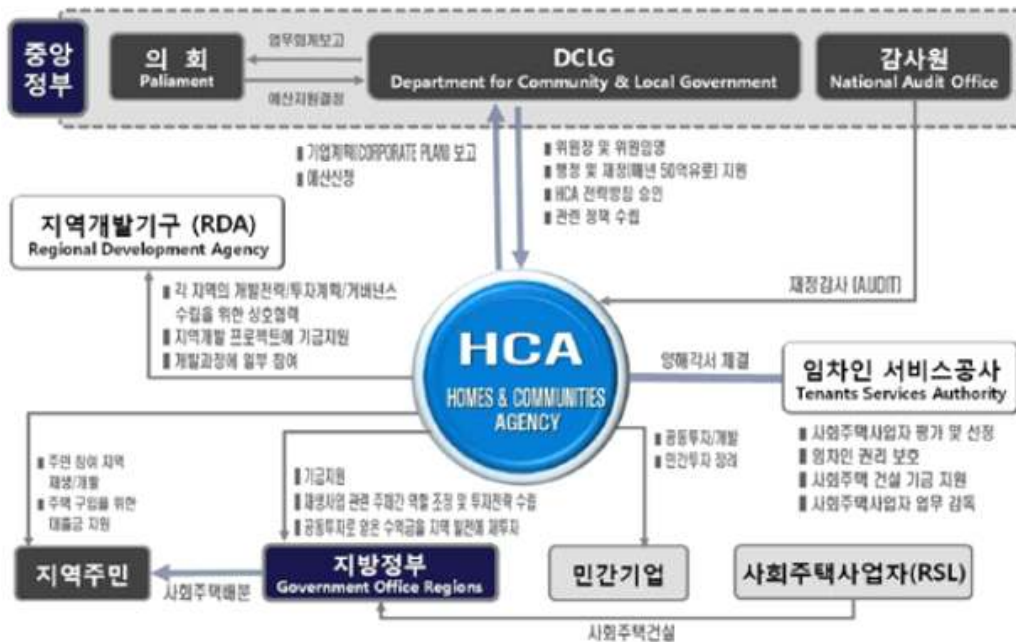 중앙
정부
의 회
Paliament
업무회계보고
예산지원결정
DCLG
Department for Community & Local Government
감사원
National Audit Office
기업계획(CORPORATE PLAN) 보고
예산신청
위원장 및 위원임명
행정 및 재정(매년 50억유로) 지원
HCA 전략방침 승인
관련 정책 수립
지역개발기구 (RDA)
Regional Development Agency
재정감사 (AUDIT)
각 지역의 개발전략/투자계획/거버넌스
수립을 위한 상호협력
지역개발 프로젝트에 기금지원
개발과정에 일부 참여
HCA
HOMES & COMMUNITIES
AGENCY
양해각서 체결
임차인 서비스공사
Tenants Services Authority
사회주택사업자 평가 및 선정
임차인 권리 보호
사회주택 건설 기금 지원
사회주택사업자 업무 감독
주민 참여 지역
재생/개발
주택 구입을 위한
대출금 지원
기금지원
재생사업 관련 주체간 역할 조정 및 투자전략 수립
공동투자로 얻은 수익금을 지역 발전에 재투자
공동투자/개발
민간투자 장려
지역주민
사회주택배분
지방정부
Government Office Regions
민간기업
사회주택사업자(RSL)
사회주택건설